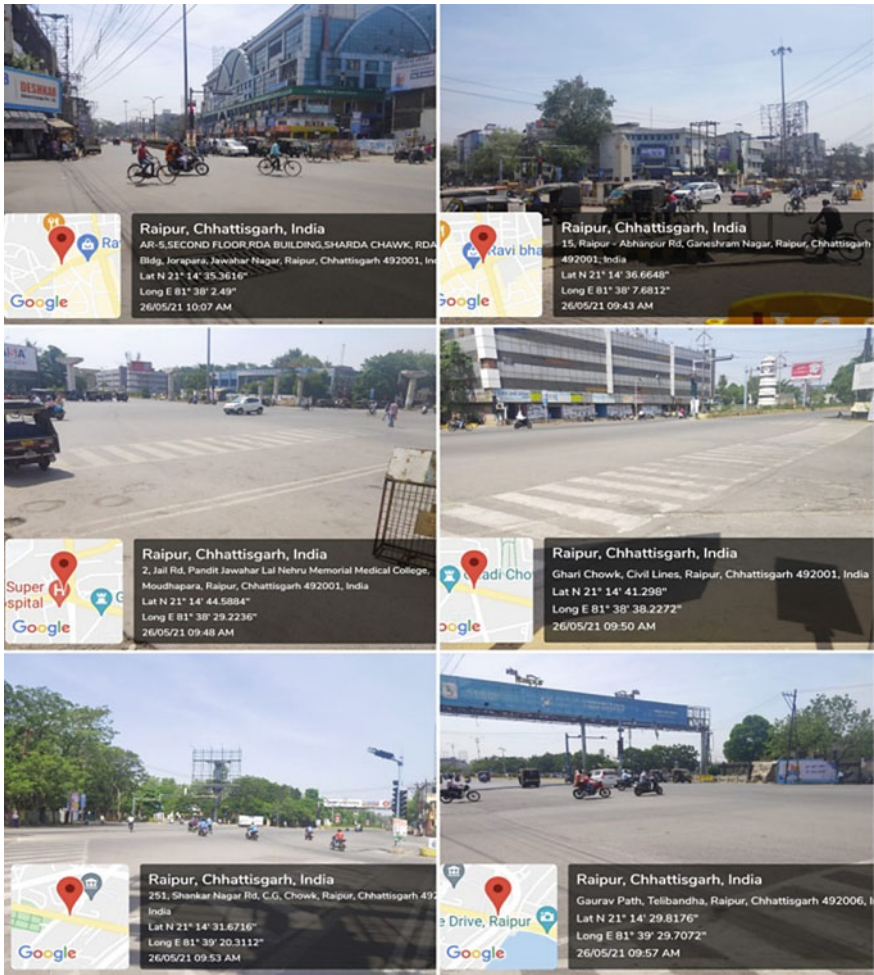 DESHKAR
Raipur, Chhattisgarh, India
AR-5,SECOND FLOOR,RDA BUILDING,SHARDA CHAWK, RDA
Bldg, Jorapara, Jawahar Nagar, Raipur, Chhattisgarh 492001, In
Lat N 21° 14' 35.3616"
Long E 81° 38' 2.49"
26/05/21 10:07 AM
Ra
Google
Raipur, Chhattisgarh, India
15, Raipur - Abhanpur Rd, Ganeshram Nagar, Raipur, Chhattisgarh
492001, India
Lat N 21° 14' 36.6648"
Long E 81° 38' 7.6812"
26/05/21 09:43 AM
Ravi bha
Google
Raipur, Chhattisgarh, India
2, Jail Rd, Pandit Jawahar Lal Nehru Memorial Medical College,
Moudhapara, Raipur, Chhattisgarh 492001, India
Lat N 21° 14' 44.5884"
Long E 81° 38' 29.2236"
26/05/21 09:48 AM
Super
ospital
H
G
Google
Raipur, Chhattisgarh, India
Ghari Chowk, Civil Lines, Raipur, Chhattisgarh 492001, India
Lat N 21° 14' 41.298"
Long E 81° 38' 38.2272"
26/05/21 09:50 AM
adi Cho
oogle
Raipur, Chhattisgarh, India
251, Shankar Nagar Rd, C.G. Chowk, Raipur, Chhattisgarh 492
India
Lat N 21° 14' 31.6716"
Long E 81° 39' 20.3112"
26/05/21 09:53 AM
Google
Raipur, Chhattisgarh, India
Gaurav Path, Telibandha, Raipur, Chhattisgarh 492006, I
Lat N 21° 14' 29.8176"
Long E 81° 39' 29.7072"
26/05/21 09:57 AM
e Drive, Raipur
Google